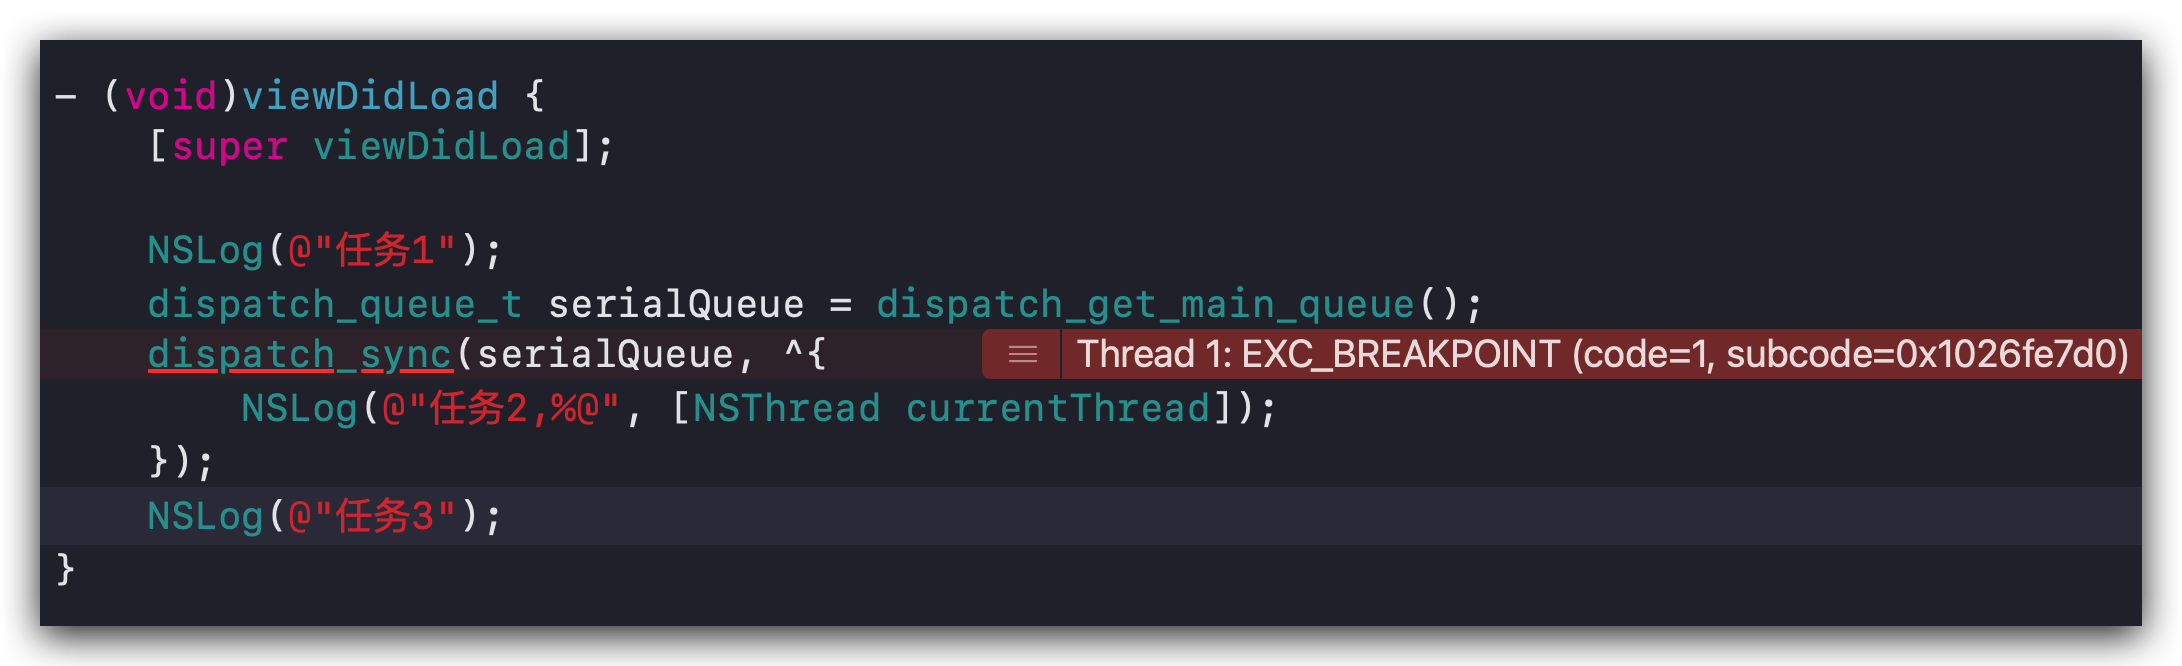 - (void)viewDidLoad {
[super viewDidLoad];
NSLog(@"任务1");
dispatch_queue_t serialQueue = dispatch_get_main_queue();
dispatch_sync(serialQueue, ^{ Thread 1: EXC_BREAKPOINT (code=1, subcode=0x1026fe7d0)
NSLog(@"任务2,%@", [NSThread currentThread]);
});
NSLog(@"任务3");
}